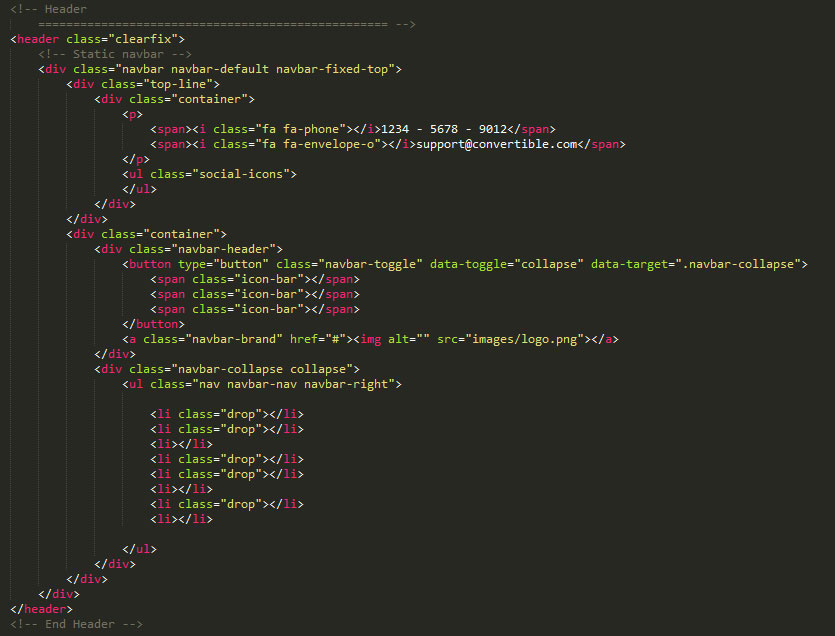 <!-- Header
================================================== -->
<header class="clearfix">
<!-- Static navbar -->
<div class="navbar navbar-default navbar-fixed-top">
<div class="top-line">
<div class="container">
<p>
<span><i class="fa fa-phone"></i>1234 - 5678 - 9012</span>
<span><i class="fa fa-envelope-o"></i>support@convertible.com</span>
</p>
<ul class="social-icons">
</ul>
</div>
</div>
<div class="container">
<div class="navbar-header">
<button type="button" class="navbar-toggle" data-toggle="collapse" data-target=".navbar-collapse">
<span class="icon-bar"></span>
<span class="icon-bar"></span>
<span class="icon-bar"></span>
</button>
<a class="navbar-brand" href="#"><img alt="" src="images/logo.png"></a>
</div>
<div class="navbar-collapse collapse">
<ul class="nav navbar-nav navbar-right">
<li class="drop"></li>
<li class="drop"></li>
<li></li>
<li class="drop"></li>
<li class="drop"></li>
<li></li>
<li class="drop"></li>
<li></li>
</ul>
</div>
</div>
</div>
</header>
<!-- End Header -->